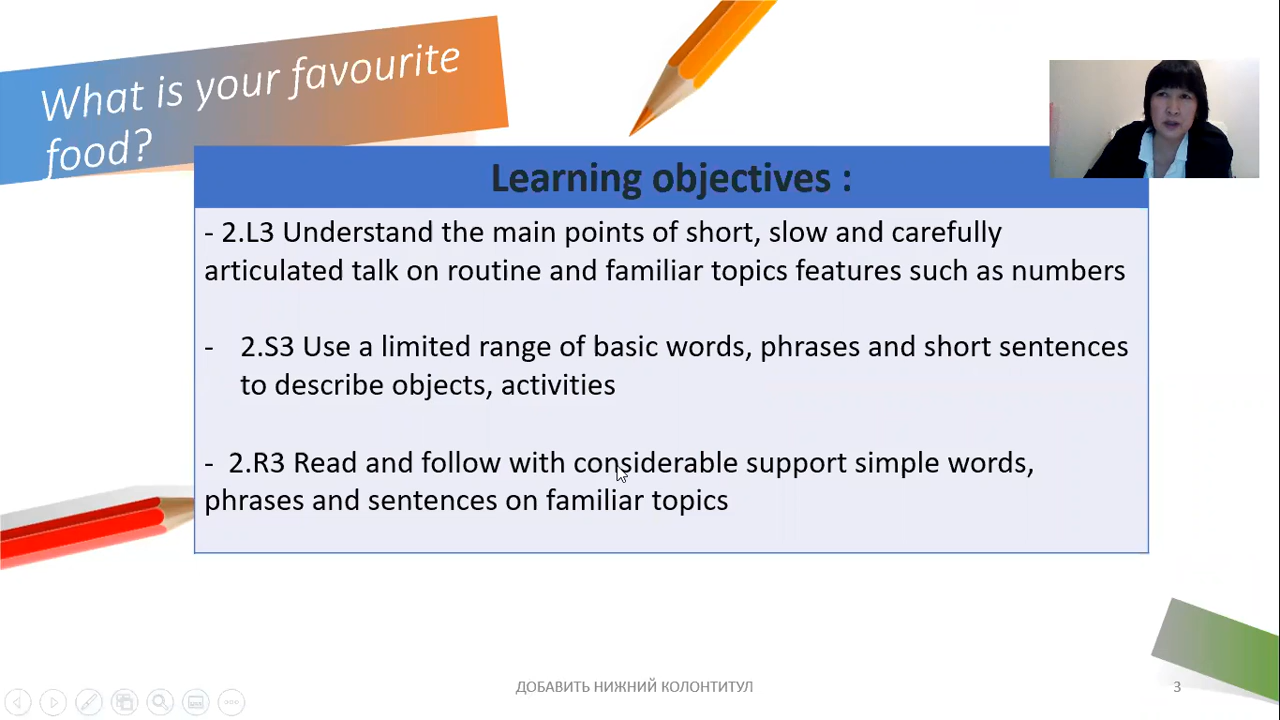 What is your favourite
food?
Learning objectives :
- 2.L3 Understand the main points of short, slow and carefully
articulated talk on routine and familiar topics features such as numbers
- 2.S3 Use a limited range of basic words, phrases and short sentences
to describe objects, activities
- 2.R3 Read and follow with considerable support simple words,
phrases and sentences on familiar topics
ДОБАВИТЬ НИЖНИЙ КОЛОНТИТУЛ
3